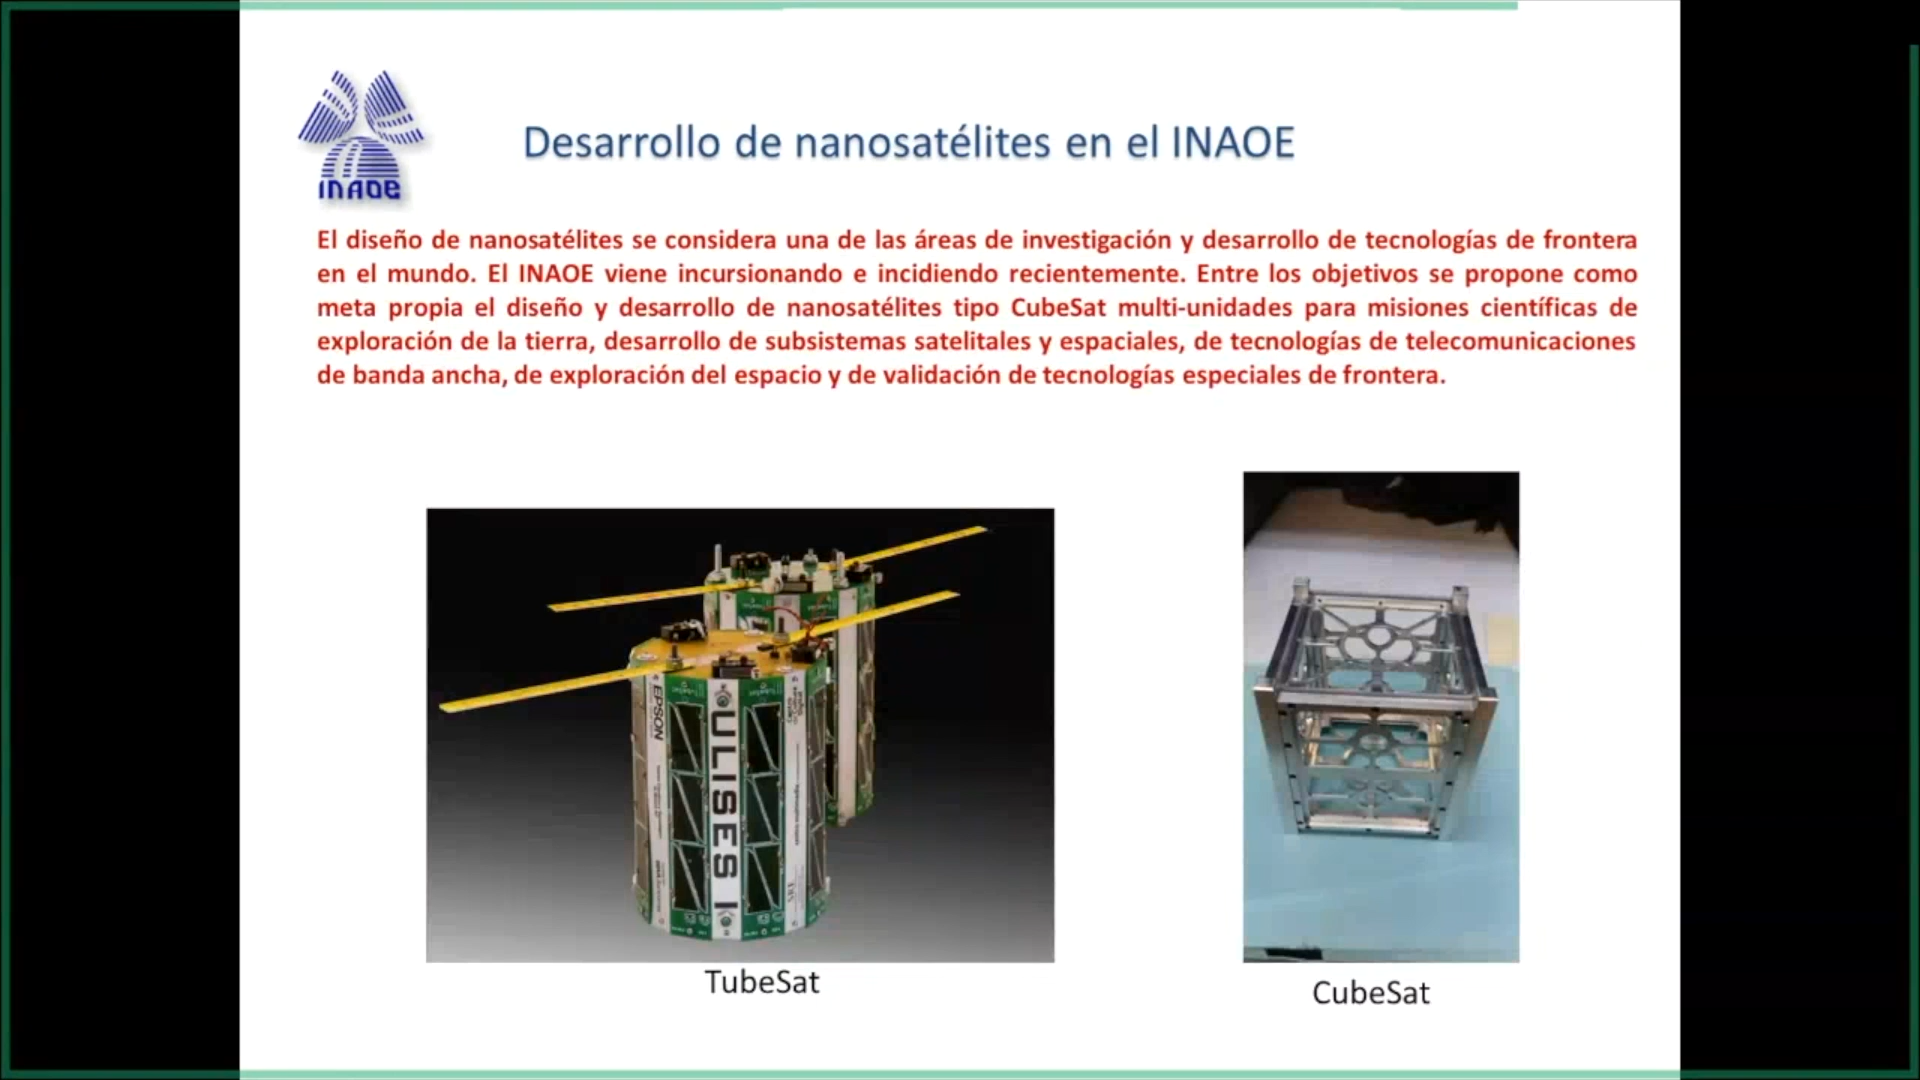 INAOE
Desarrollo de nanosatélites en el INAOE
El diseño de nanosatélites se considera una de las áreas de investigación y desarrollo de tecnologías de frontera
en el mundo. El INAOE viene incursionando e incidiendo recientemente. Entre los objetivos se propone como
meta propia el diseño y desarrollo de nanosatélites tipo CubeSat multi-unidades para misiones científicas de
exploración de la tierra, desarrollo de subsistemas satelitales y espaciales, de tecnologías de telecomunicaciones
de banda ancha, de exploración del espacio y de validación de tecnologías especiales de frontera.
EPSON
ULISES I
TubeSat
CubeSat